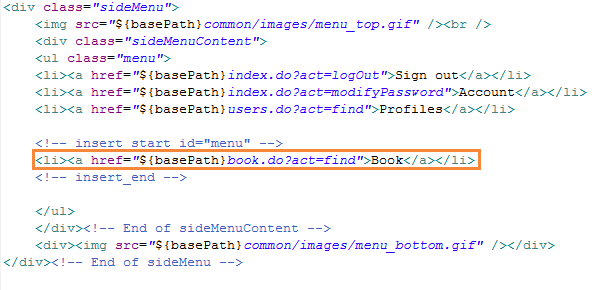 <div class="sideMenu">
<img src="${basePath}common/images/menu_top.gif" /><br />
<div class="sideMenuContent">
<ul class="menu">
<li><a href="${basePath}index.do?act=logOut">Sign out</a></li>
<li><a href="${basePath}index.do?act=modifyPassword">Account</a></li>
<li><a href="${basePath}users.do?act=find">Profiles</a></li>
<!-- insert start id="menu" -->
<li><a href="${basePath}book.do?act=find">Book</a></li>
<!-- insert_end -->
</ul>
</div><!-- End of sideMenuContent -->
<div><img src="${basePath}common/images/menu_bottom.gif" /></div>
</div><!-- End of sideMenu -->